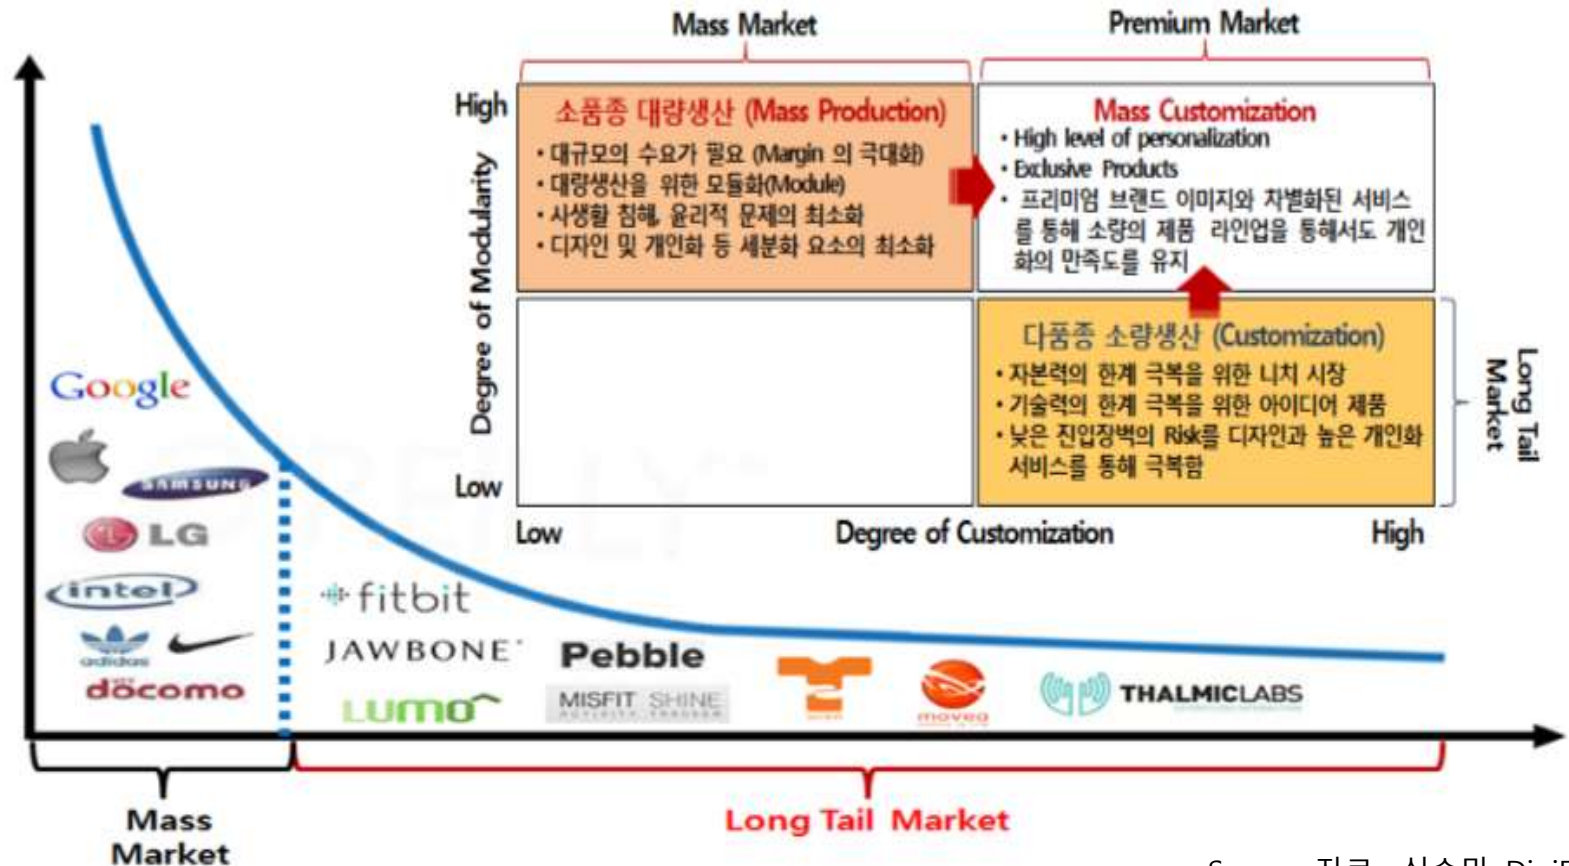 Mass Market
Premium Market
High
소품종 대량생산 (Mass Production)
• 대규모의 수요가 필요 (Margin 의 극대화)
• 대량생산을 위한 모듈화(Module)
• 사생활 침해, 윤리적 문제의 최소화
• 디자인 및 개인화 등 세분화 요소의 최소화
Mass Customization
• High level of personalization
• Exclusive Products
• 프리미엄 브랜드 이미지와 차별화된 서비스
를 통해 소량의 제품 라인업을 통해서도 개인
화의 만족도를 유지
Degree of Modularity
다품종 소량생산 (Customization)
• 자본력의 한계 극복을 위한 니치 시장
• 기술력의 한계 극복을 위한 아이디어 제품
• 낮은 진입장벽의 Risk를 디자인과 높은 개인화
서비스를 통해 극복함
Long Tail
Market
Low
Low
Degree of Customization
High
Google
SAMSUNG
LG
intel
adidas
docomo
fitbit
JAWBONE
LUMO
Pebble
MISFIT SHINE
movea
THALMICLABS
Mass
Market
Long Tail Market